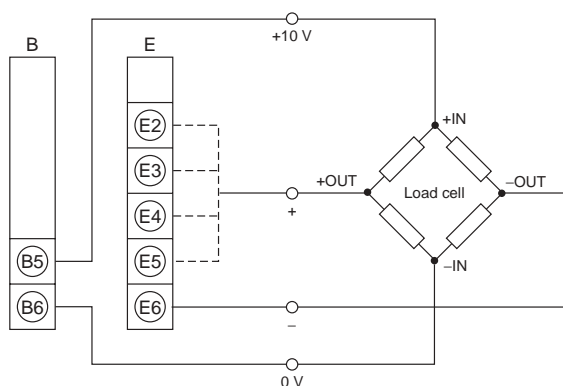 B
E
+10 V
E2
+IN
E3
+OUT
Load cell
−OUT
E4
+
B5
E5
−IN
B6
E6
−
0 V